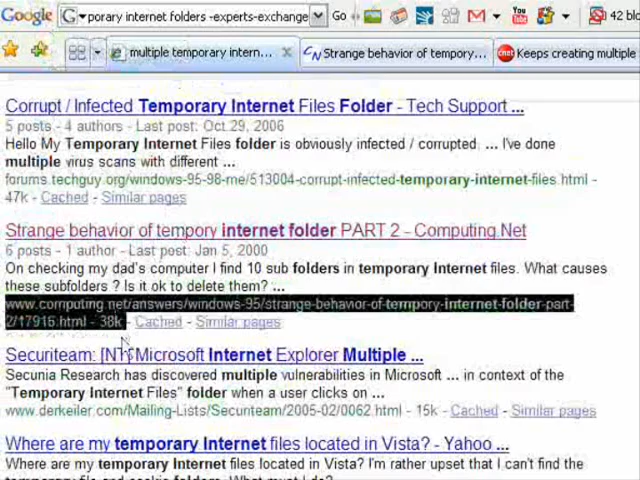 Google G porary internet folders -experts-exchange Go You Tube 42 blo
multiple temporary intern... CN Strange behavior of tempory... cnet Keeps creating multiple
Corrupt / Infected Temporary Internet Files Folder - Tech Support ...
5 posts - 4 authors - Last post: Oct 29, 2006
Hello My Temporary Internet Files folder is obviously infected / corrupted. ... I've done
multiple virus scans with different ...
forums.techguy.org/windows-95-98-me/513004-corrupt-infected-temporary-internet-files.html -
47k - Cached - Similar pages
Strange behavior of tempory internet folder PART 2 - Computing.Net
6 posts - 1 author - Last post: Jan 5, 2000
On checking my dad's computer I find 10 sub folders in temporary Internet files. What causes
these subfolders ? Is it ok to delete them? ...
www.computing.net/answers/windows-95/strange-behavior-of-tempory-internet-folder-part-
2/17915.html - 38k - Cached - Similar pages
Securiteam: [NT] Microsoft Internet Explorer Multiple ...
Secunia Research has discovered multiple vulnerabilities in Microsoft ... in context of the
"Temporary Internet Files" folder when a user clicks on ...
www.derkeiler.com/Mailing-Lists/Securiteam/2005-02/0062.html - 15k - Cached - Similar pages
Where are my temporary Internet files located in Vista? - Yahoo ...
Where are my temporary Internet files located in Vista? I'm rather upset that I can't find the